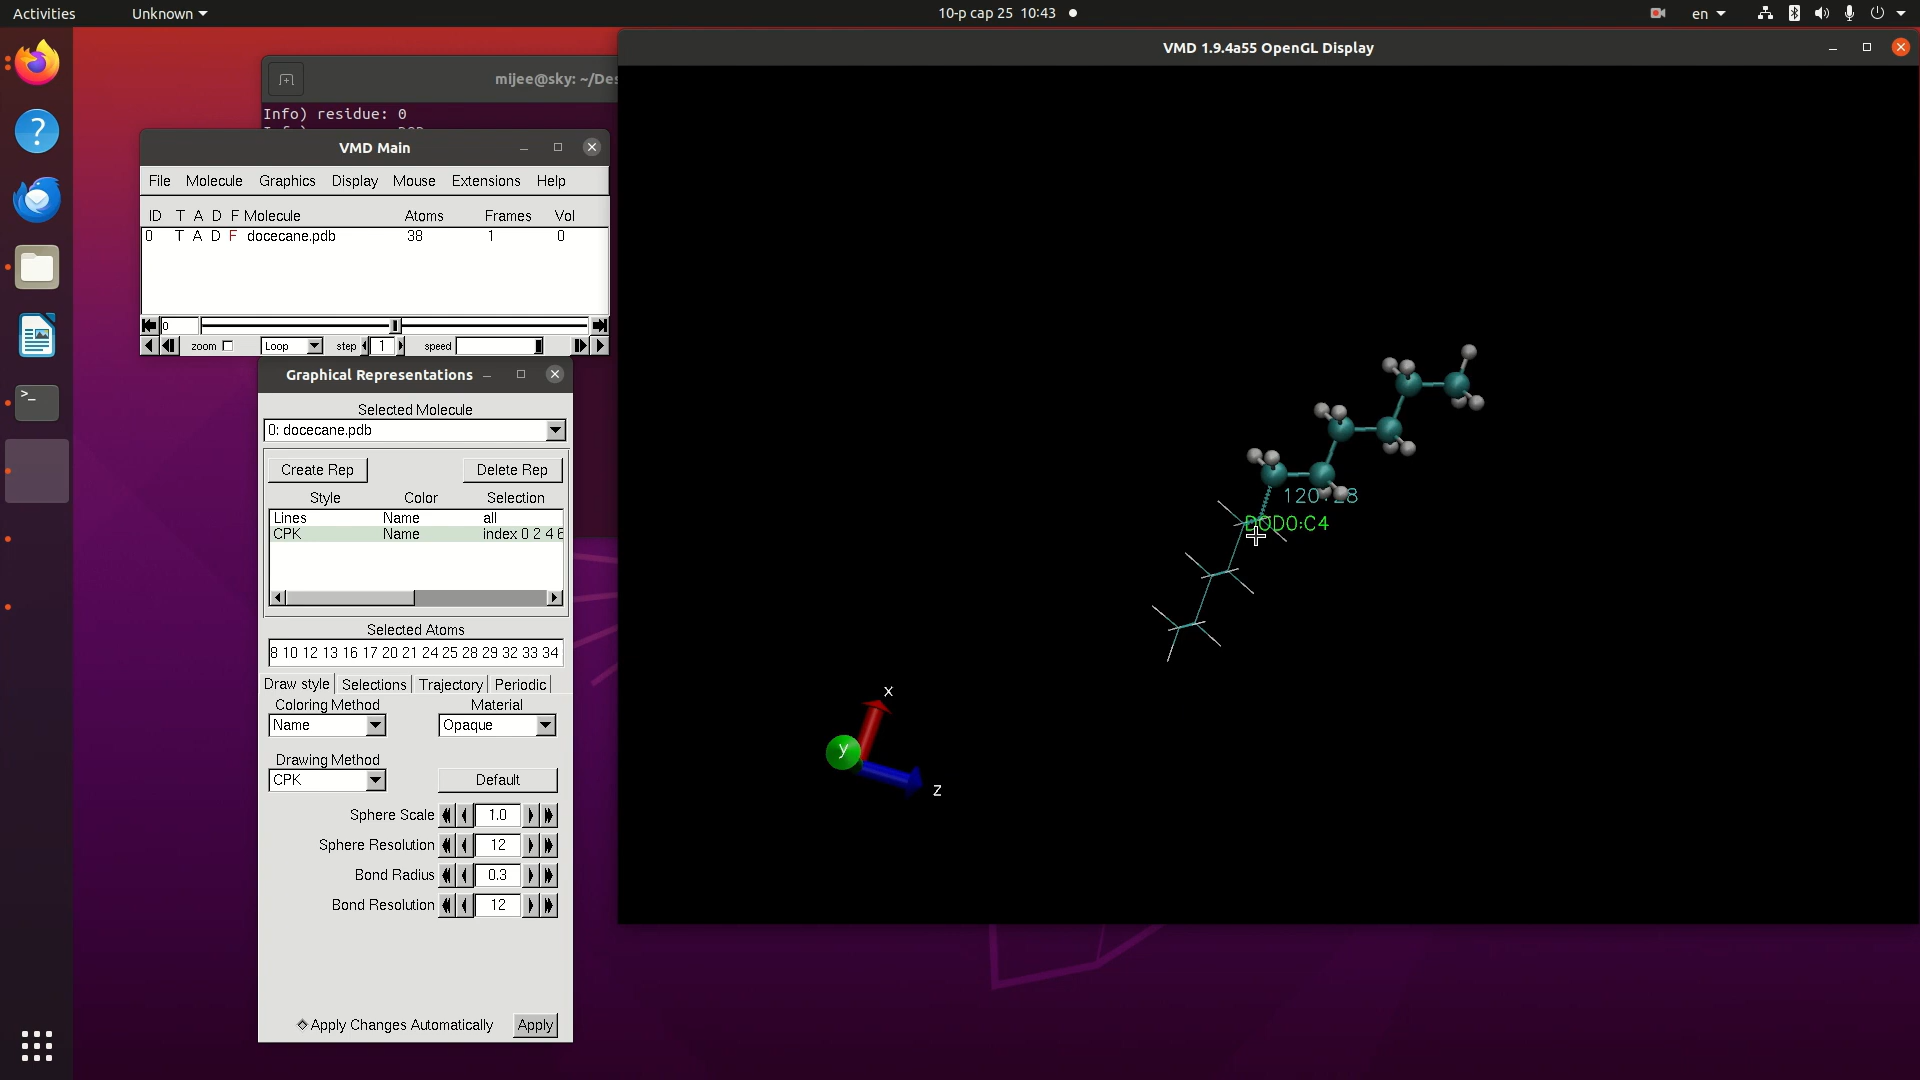 Activities
Unknown
10-р сар 25 10:43
en
VMD 1.9.4a55 OpenGL Display
mijee@sky: ~/Des
Info) residue: 0
VMD Main
File Molecule Graphics Display Mouse Extensions Help
ID T A D F Molecule Atoms Frames Vol
0 T A D F docecane.pdb 38 1 0
0
zoom Loop step 1 speed
Graphical Representations
Selected Molecule
0: docecane.pdb
Create Rep Delete Rep
Style Color Selection
Lines Name all
CPK Name index 0 2 4 6
Selected Atoms
8 10 12 13 16 17 20 21 24 25 28 29 32 33 34
Draw style Selections Trajectory Periodic
Coloring Method Material
Name Opaque
Drawing Method
CPK Default
Sphere Scale 1.0
Sphere Resolution 12
Bond Radius 0.3
Bond Resolution 12
Apply Changes Automatically Apply
DOD0:C4
x
y
z